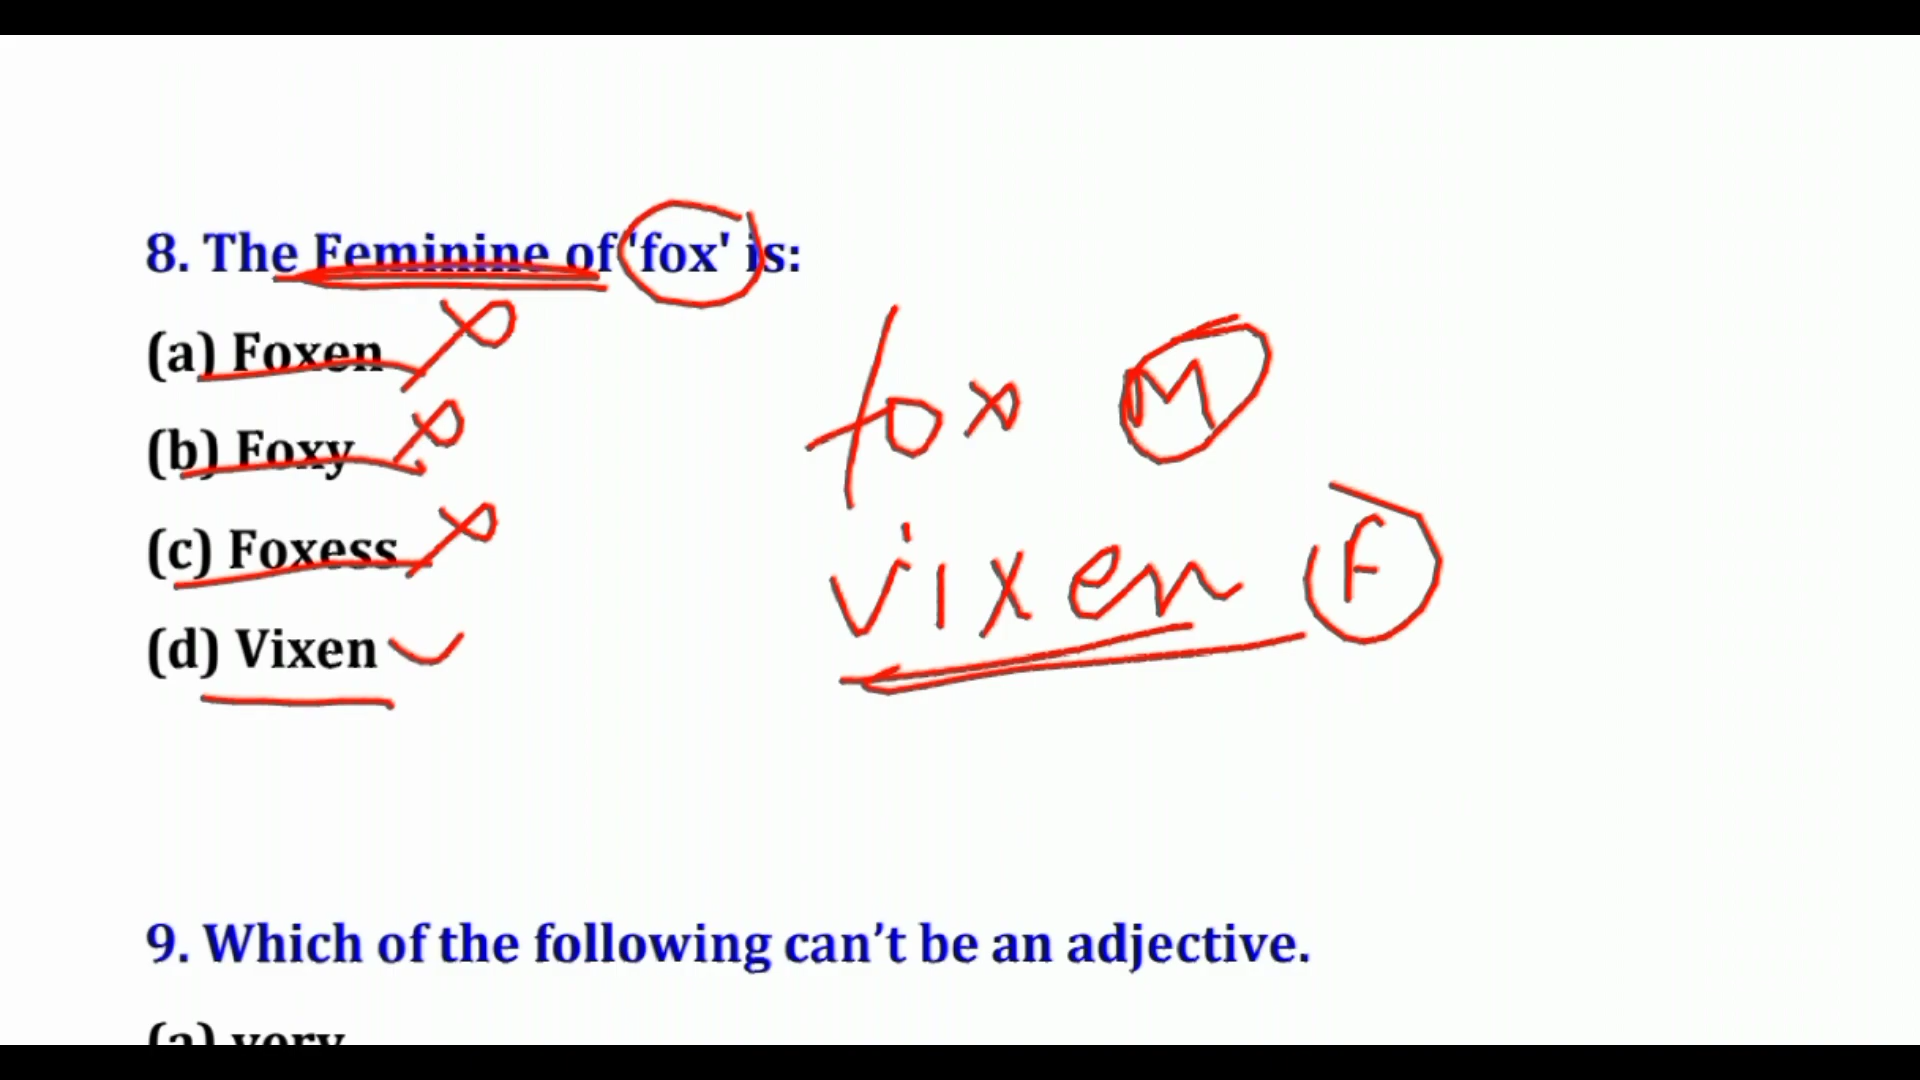 8. The Feminine of 'fox' is:
(a) Foxen
(b) Foxy
(c) Foxess
(d) Vixen
fox M
vixen F
9. Which of the following can’t be an adjective.
(a) very